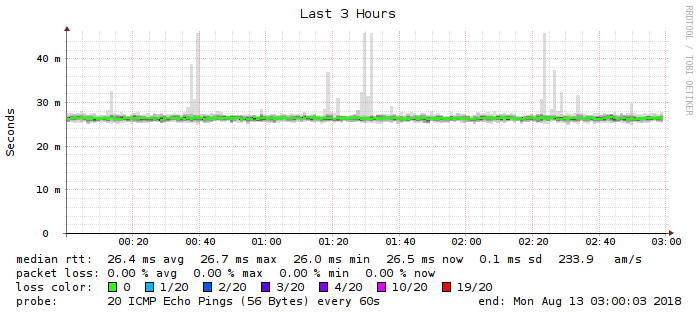 Last 3 Hours
RRDTOOL / TOBI OETIKER
Seconds
40 m
30 m
20 m
10 m
0
00:20 00:40 01:00 01:20 01:40 02:00 02:20 02:40 03:00
median rtt: 26.4 ms avg 26.7 ms max 26.0 ms min 26.5 ms now 0.1 ms sd 233.9 am/s
packet loss: 0.00 % avg 0.00 % max 0.00 % min 0.00 % now
loss color: 0 1/20 2/20 3/20 4/20 10/20 19/20
probe: 20 ICMP Echo Pings (56 Bytes) every 60s end: Mon Aug 13 03:00:03 2018